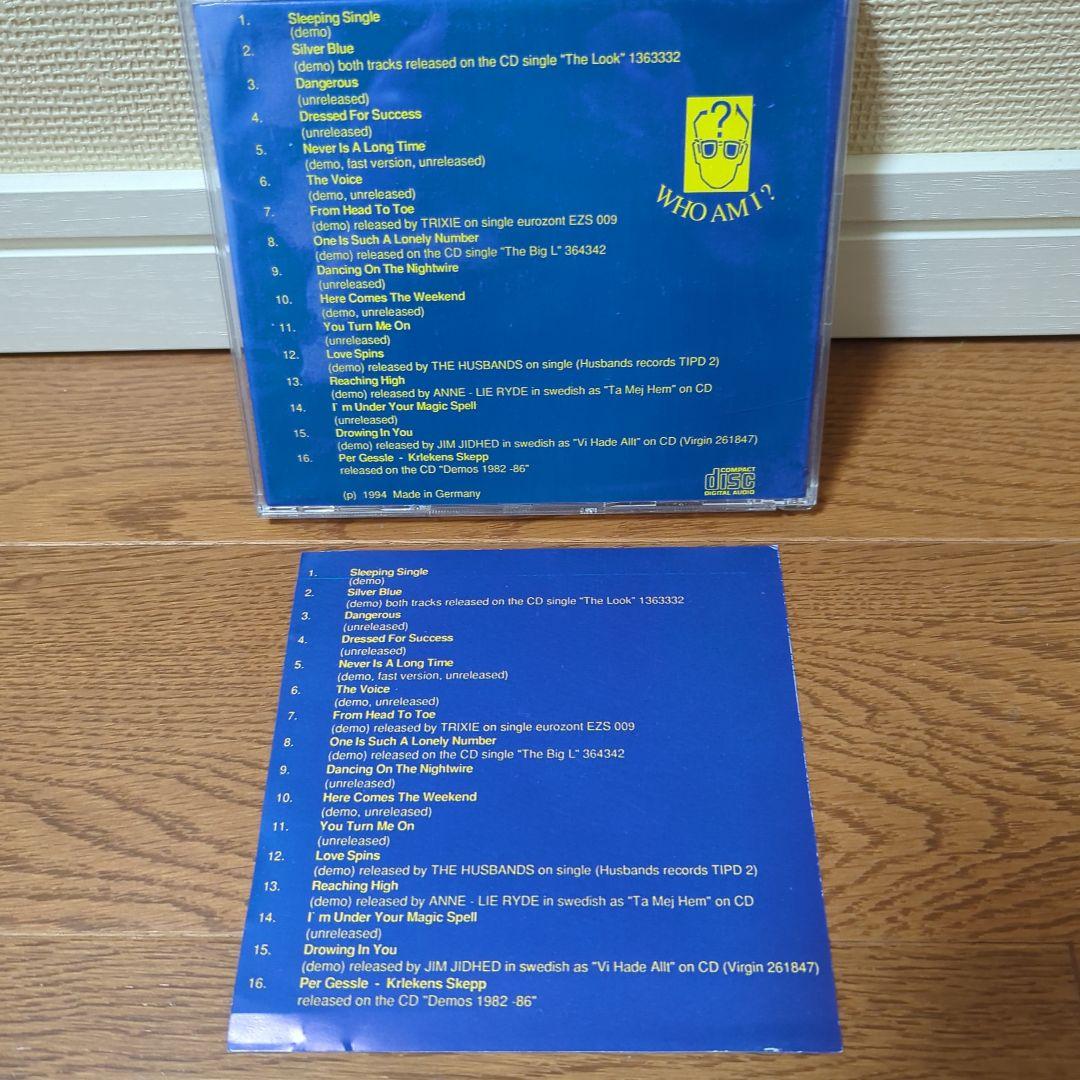 1. Sleeping Single
(demo)
2. Silver Blue
(demo) both tracks released on the CD single "The Look" 1363332
3. Dangerous
(unreleased)
4. Dressed For Success
(unreleased)
5. Never Is A Long Time
(demo, fast version, unreleased)
6. The Voice
(demo, unreleased)
7. From Head To Toe
(demo) released by TRIXIE on single eurozont EZS 009
8. One Is Such A Lonely Number
(demo) released on the CD single "The Big L" 364342
9. Dancing On The Nightwire
(unreleased)
10. Here Comes The Weekend
(demo, unreleased)
11. You Turn Me On
(unreleased)
12. Love Spins
(demo) released by THE HUSBANDS on single (Husbands records TIPD 2)
13. Reaching High
(demo) released by ANNE - LIE RYDE in swedish as "Ta Mej Hem" on CD
14. I´m Under Your Magic Spell
(unreleased)
15. Drowing In You
(demo) released by JIM JIDHED in swedish as "Vi Hade Allt" on CD (Virgin 261847)
16. Per Gessle - Krlekens Skepp
released on the CD "Demos 1982 -86"
(p) 1994 Made in Germany
?
WHO AM I ?
COMPACT
disc
DIGITAL AUDIO
1. Sleeping Single
(demo)
2. Silver Blue
(demo) both tracks released on the CD single "The Look" 1363332
3. Dangerous
(unreleased)
4. Dressed For Success
(unreleased)
5. Never Is A Long Time
(demo, fast version, unreleased)
6. The Voice
(demo, unreleased)
7. From Head To Toe
(demo) released by TRIXIE on single eurozont EZS 009
8. One Is Such A Lonely Number
(demo) released on the CD single "The Big L" 364342
9. Dancing On The Nightwire
(unreleased)
10. Here Comes The Weekend
(demo, unreleased)
11. You Turn Me On
(unreleased)
12. Love Spins
(demo) released by THE HUSBANDS on single (Husbands records TIPD 2)
13. Reaching High
(demo) released by ANNE - LIE RYDE in swedish as "Ta Mej Hem" on CD
14. I´m Under Your Magic Spell
(unreleased)
15. Drowing In You
(demo) released by JIM JIDHED in swedish as "Vi Hade Allt" on CD (Virgin 261847)
16. Per Gessle - Krlekens Skepp
released on the CD "Demos 1982 -86"